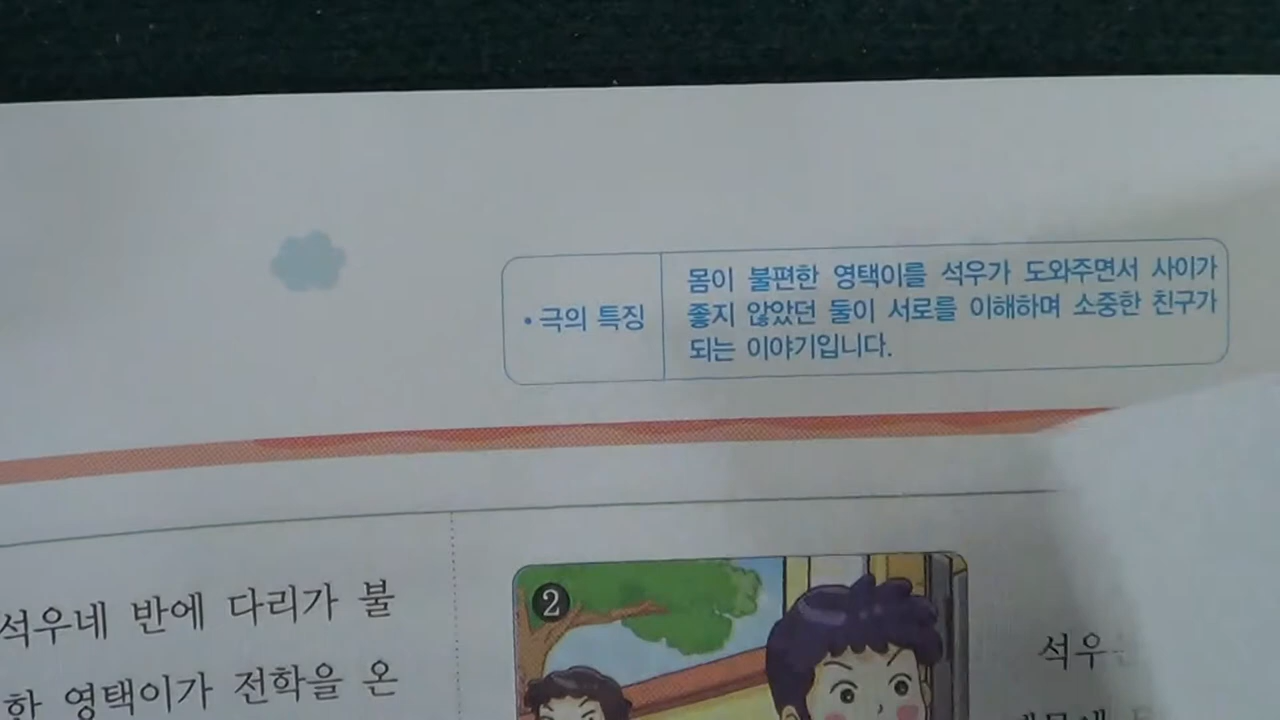 • 극의 특징
몸이 불편한 영택이를 석우가 도와주면서 사이가
좋지 않았던 둘이 서로를 이해하며 소중한 친구가
되는 이야기입니다.
석우네 반에 다리가 불
한 영택이가 전학을 온
2
석우